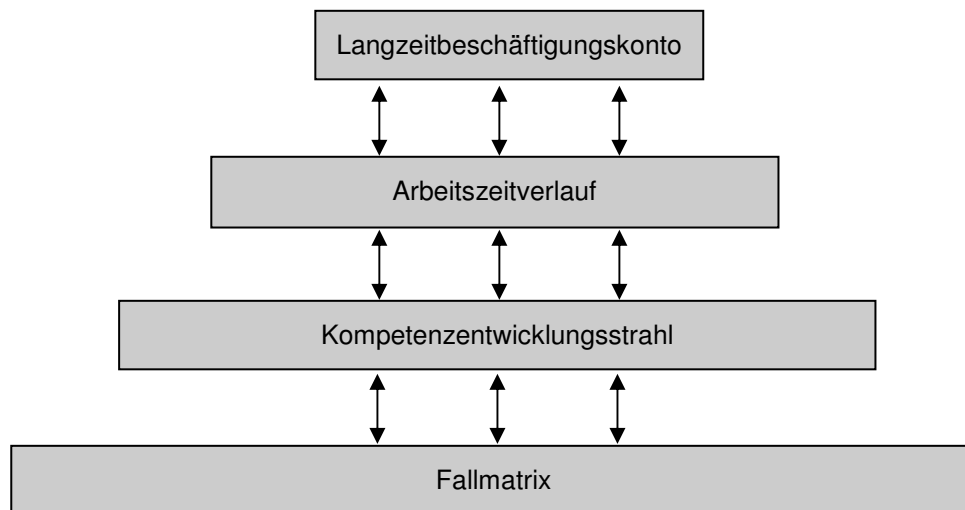 Langzeitbeschäftigungskonto
Arbeitszeitverlauf
Kompetenzentwicklungsstrahl
Fallmatrix